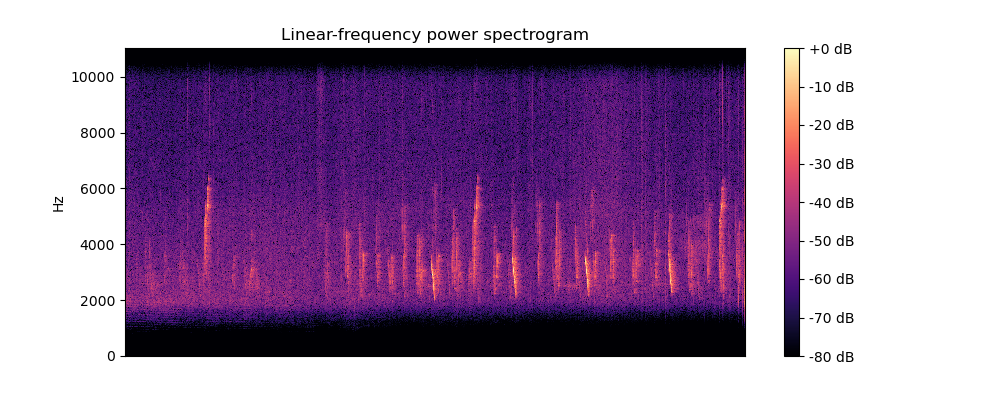 Linear-frequency power spectrogram
Hz
10000
8000
6000
4000
2000
0
+0 dB
-10 dB
-20 dB
-30 dB
-40 dB
-50 dB
-60 dB
-70 dB
-80 dB